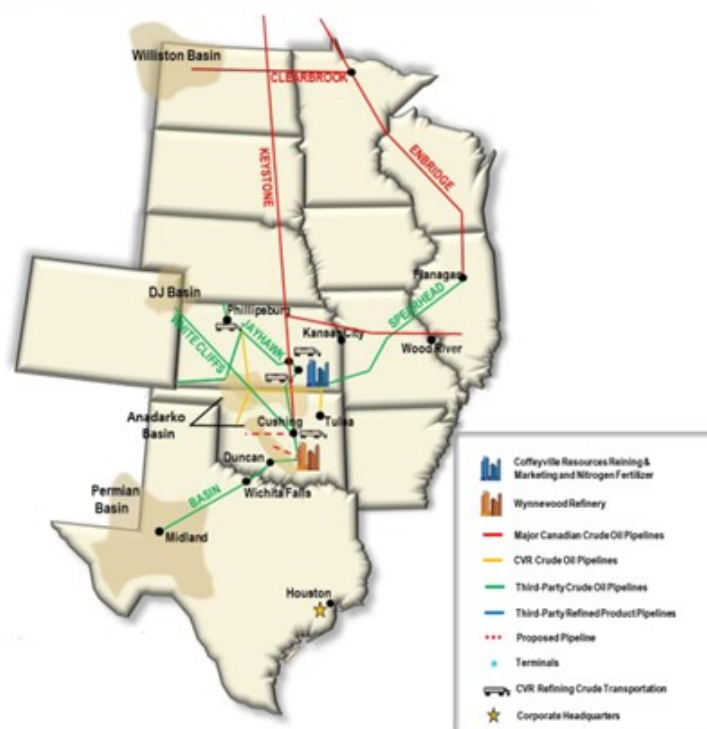 Williston Basin
CLEARBROOK
KEYSTONE
ENBRIDGE
DJ Basin
Flanagan
Phillipsburg
JAYHAWK
WHITE CLIFFS
SPEARHEAD
Kansas City
Wood River
Anadarko
Basin
Cushing
Tulsa
Duncan
Permian
Basin
BASIN
Wichita Falls
Midland
Houston
Coffeyville Resources Reining &
Marketing and Nitrogen Fertilizer
Wynnewood Refinery
Major Canadian Crude Oil Pipelines
CVR Crude Oil Pipelines
Third-Party Crude Oil Pipelines
Third-Party Refined Product Pipelines
Proposed Pipeline
Terminals
CVR Refining Crude Transportation
Corporate Headquarters